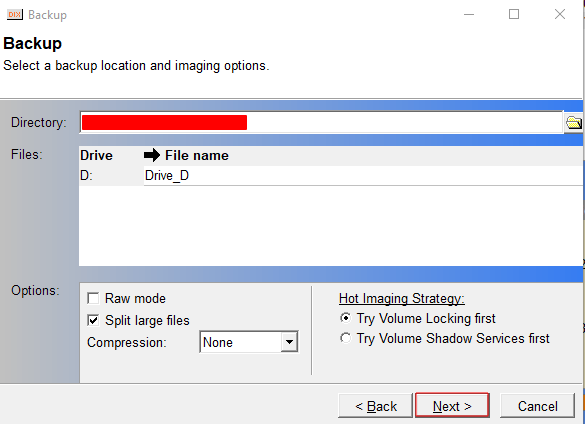 DIX Backup
Backup
Select a backup location and imaging options.
Directory:
Files:
Drive File name
D: Drive_D
Options:
Raw mode
Split large files
Compression: None
Hot Imaging Strategy:
Try Volume Locking first
Try Volume Shadow Services first
< Back Next > Cancel